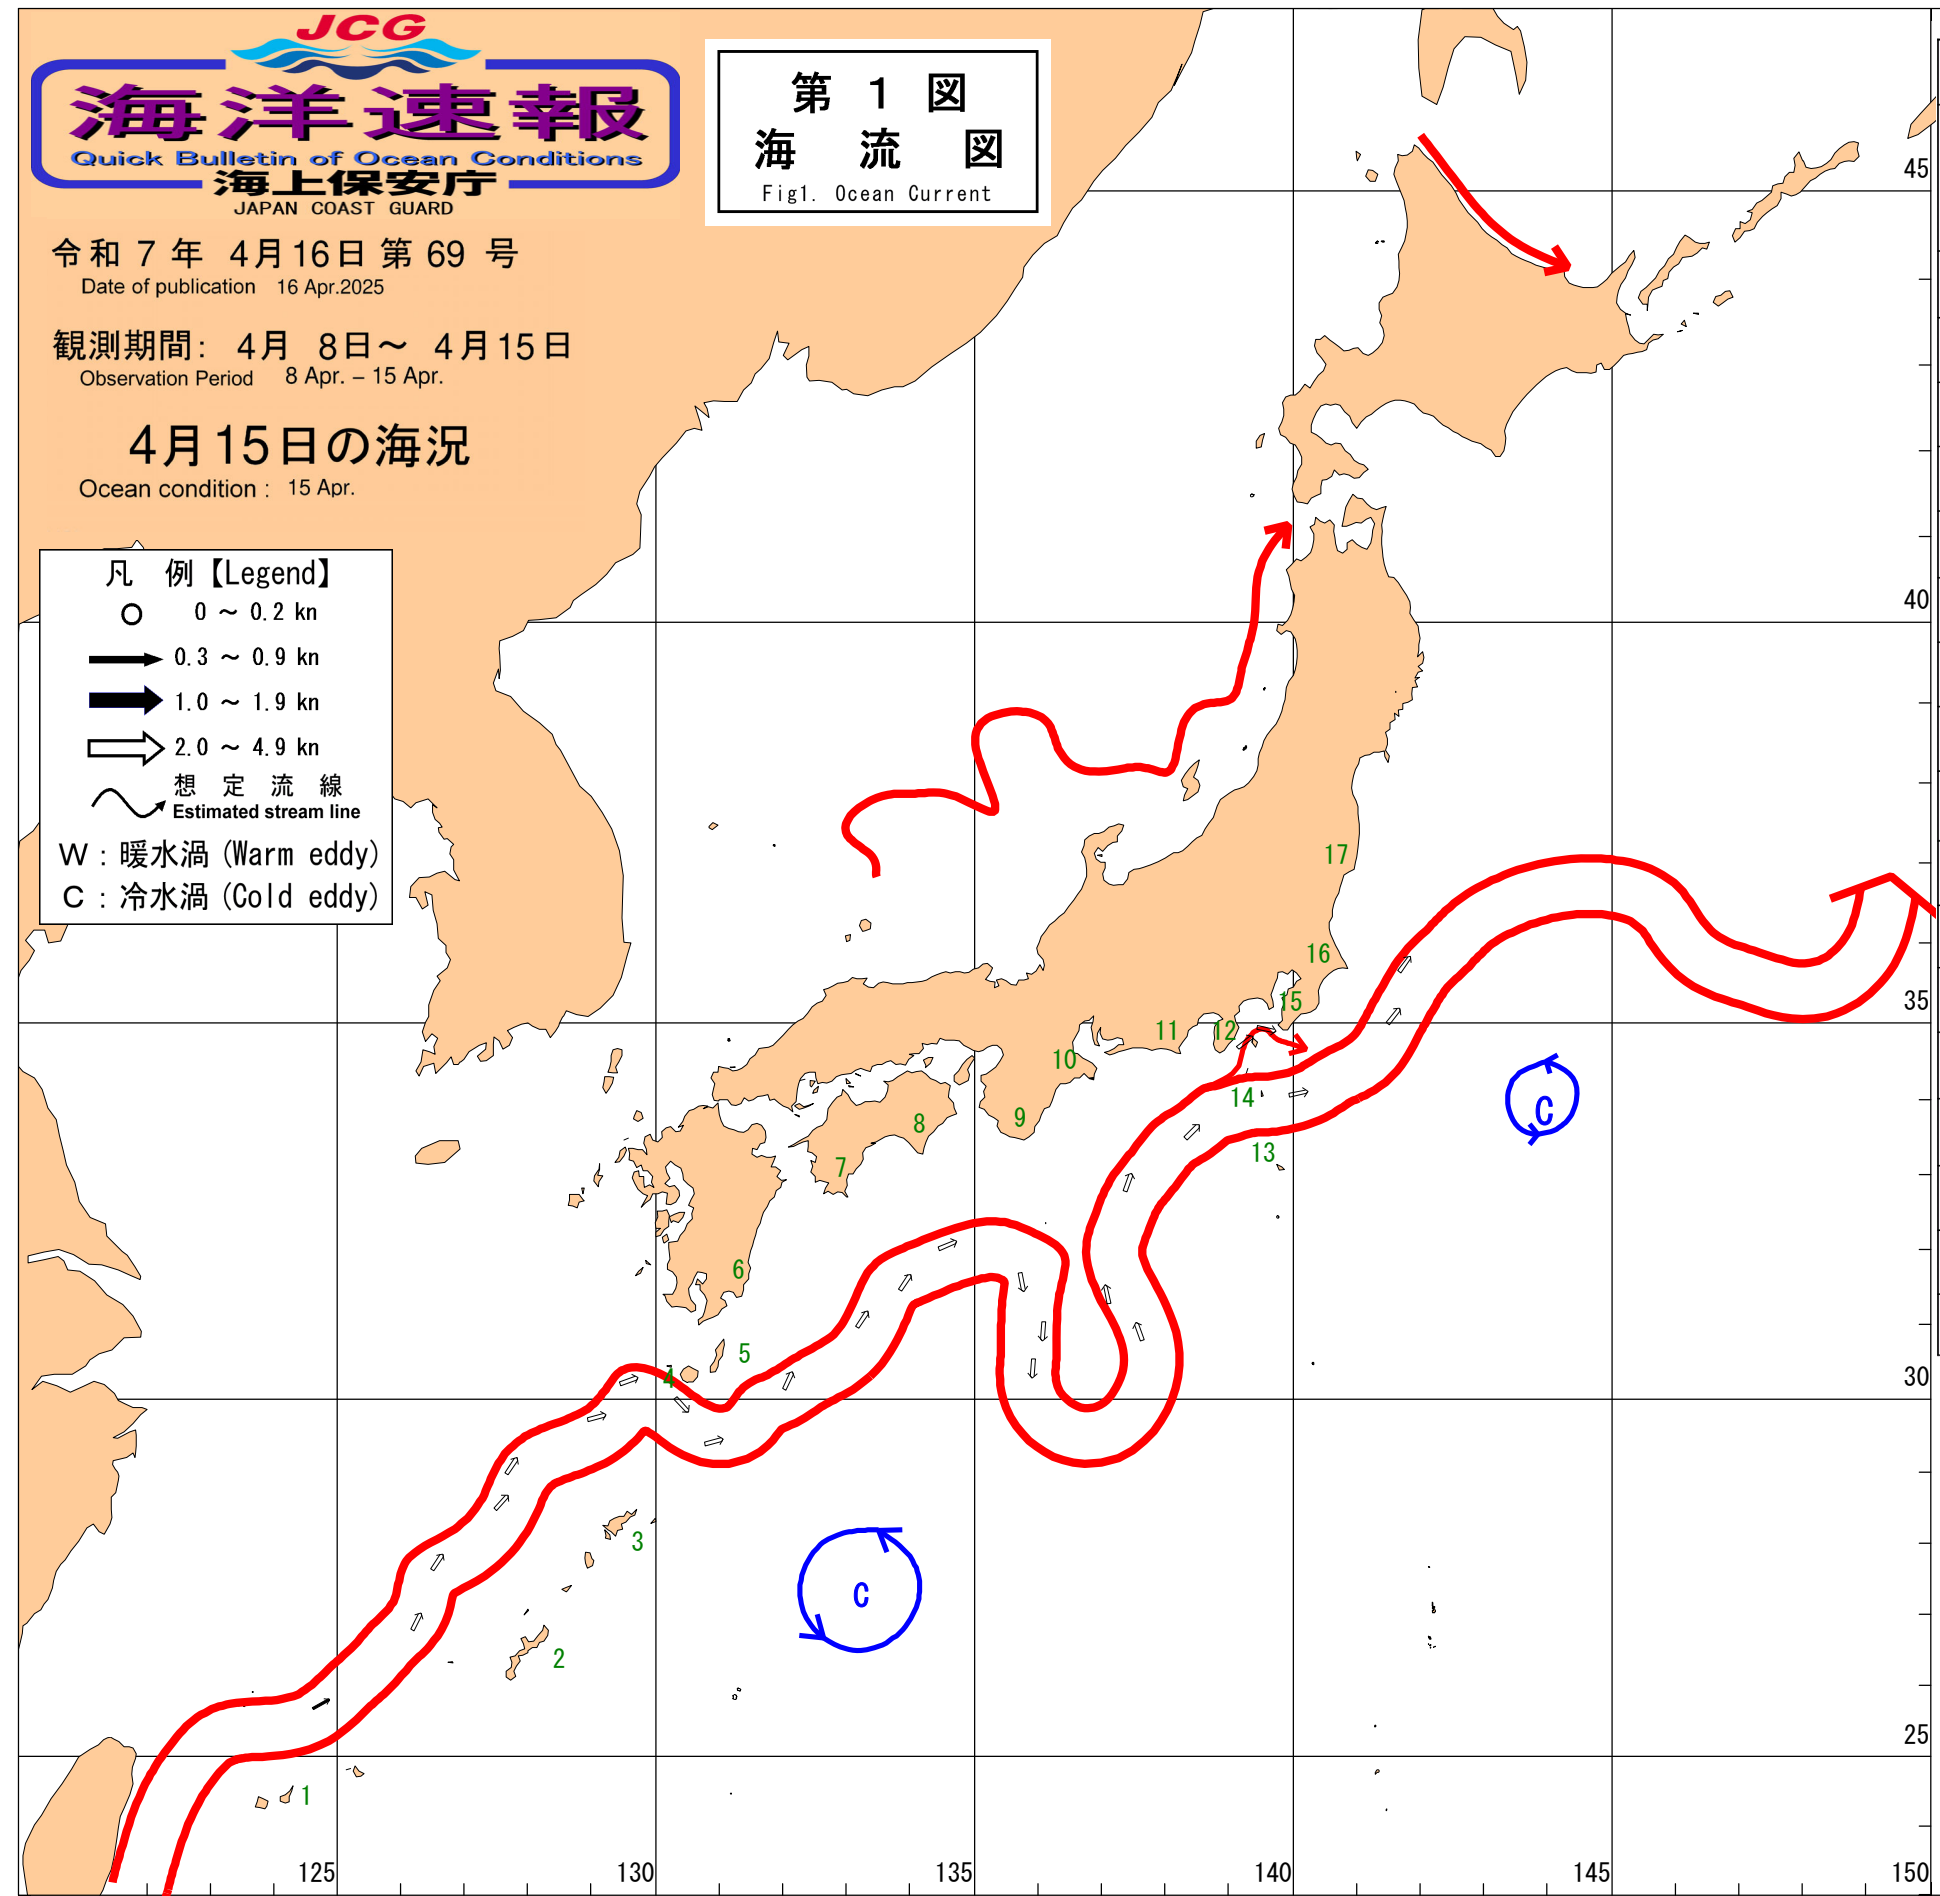 JCG
海洋速報
Quick Bulletin of Ocean Conditions
海上保安庁
JAPAN COAST GUARD
第 1 図
海 流 図
Fig1. Ocean Current
令和 7 年 4月16日 第 69 号
Date of publication 16 Apr.2025
観測期間: 4月 8日～ 4月15日
Observation Period 8 Apr. – 15 Apr.
4月15日の海況
Ocean condition : 15 Apr.
凡 例【Legend】
0 ～ 0.2 kn
0.3 ～ 0.9 kn
1.0 ～ 1.9 kn
2.0 ～ 4.9 kn
想 定 流 線
Estimated stream line
W : 暖水渦 (Warm eddy)
C : 冷水渦 (Cold eddy)
45
40
17
16
35
15
12
11
10
14
C
9
8
13
7
6
5
4
30
3
C
2
25
1
125
130
135
140
145
150